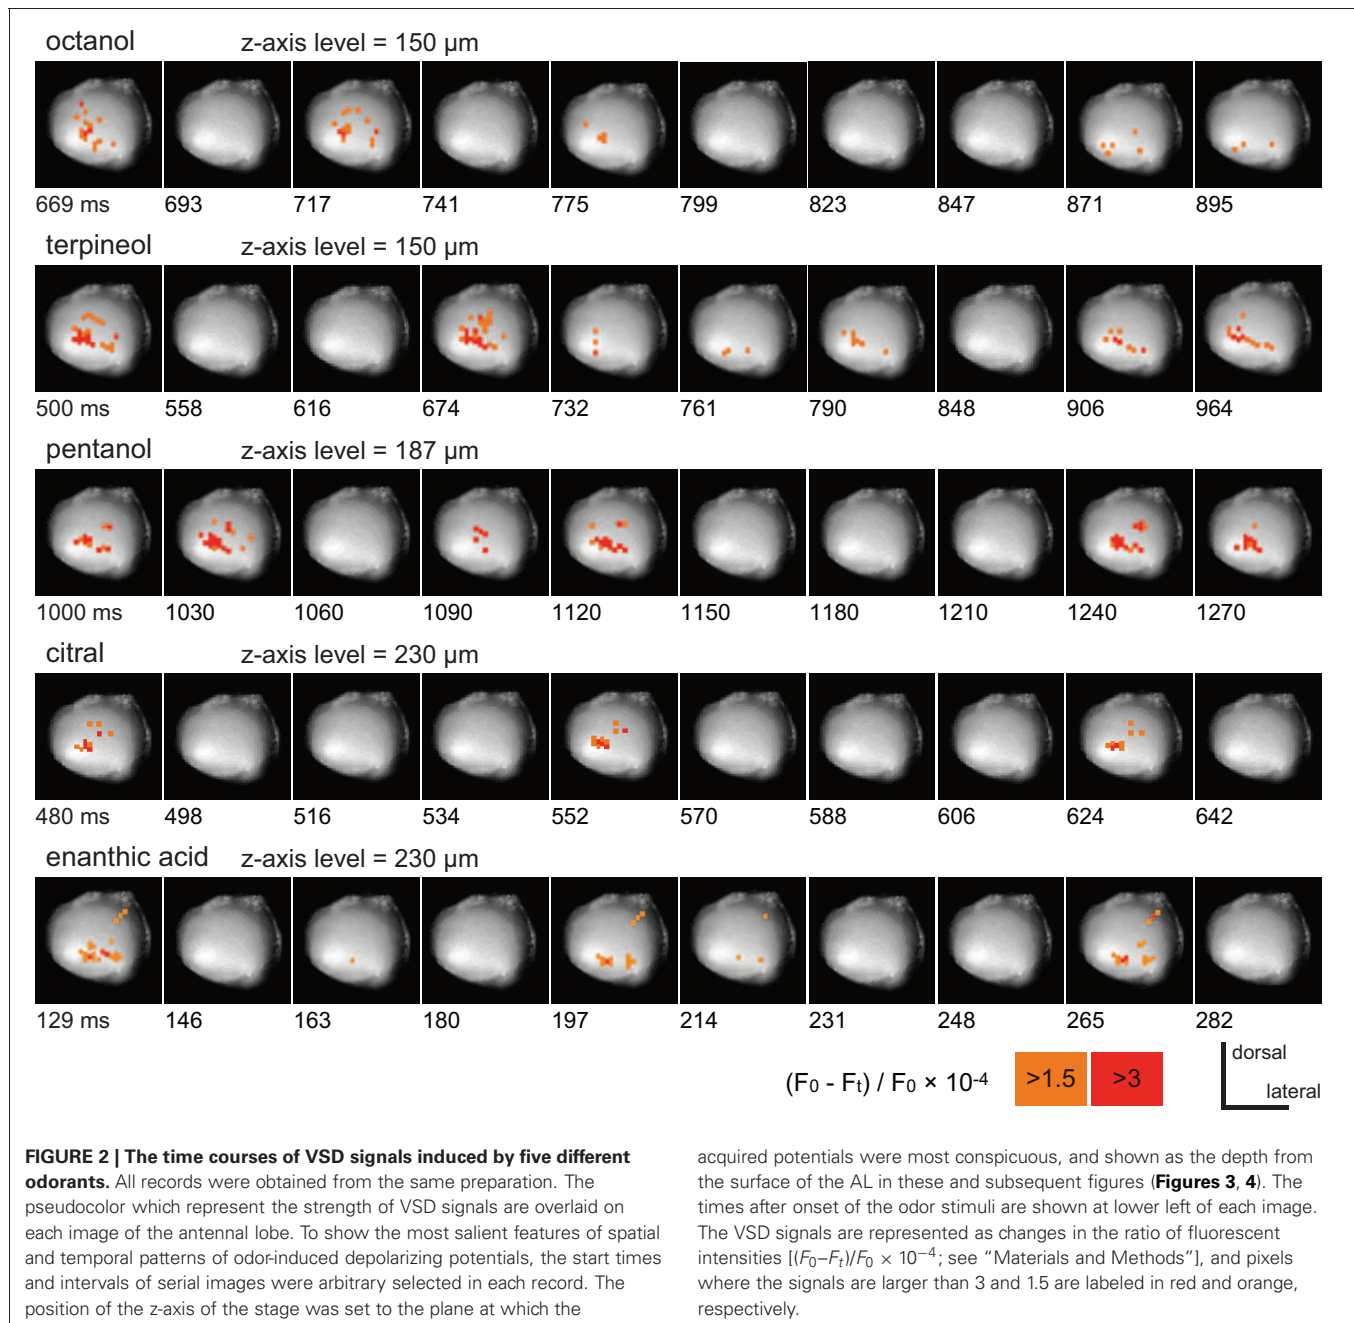 octanol z-axis level = 150 µm
669 ms 693 717 741 775 799 823 847 871 895
terpineol z-axis level = 150 µm
500 ms 558 616 674 732 761 790 848 906 964
pentanol z-axis level = 187 µm
1000 ms 1030 1060 1090 1120 1150 1180 1210 1240 1270
citral z-axis level = 230 µm
480 ms 498 516 534 552 570 588 606 624 642
enanthic acid z-axis level = 230 µm
129 ms 146 163 180 197 214 231 248 265 282
(F0 - Ft) / F0 × 10-4 >1.5 >3
dorsal
lateral
FIGURE 2 | The time courses of VSD signals induced by five different
odorants. All records were obtained from the same preparation. The
pseudocolor which represent the strength of VSD signals are overlaid on
each image of the antennal lobe. To show the most salient features of spatial
and temporal patterns of odor-induced depolarizing potentials, the start times
and intervals of serial images were arbitrary selected in each record. The
position of the z-axis of the stage was set to the plane at which the
acquired potentials were most conspicuous, and shown as the depth from
the surface of the AL in these and subsequent figures (Figures 3, 4). The
times after onset of the odor stimuli are shown at lower left of each image.
The VSD signals are represented as changes in the ratio of fluorescent
intensities [(F0–Ft)/F0 × 10−4; see “Materials and Methods”], and pixels
where the signals are larger than 3 and 1.5 are labeled in red and orange,
respectively.